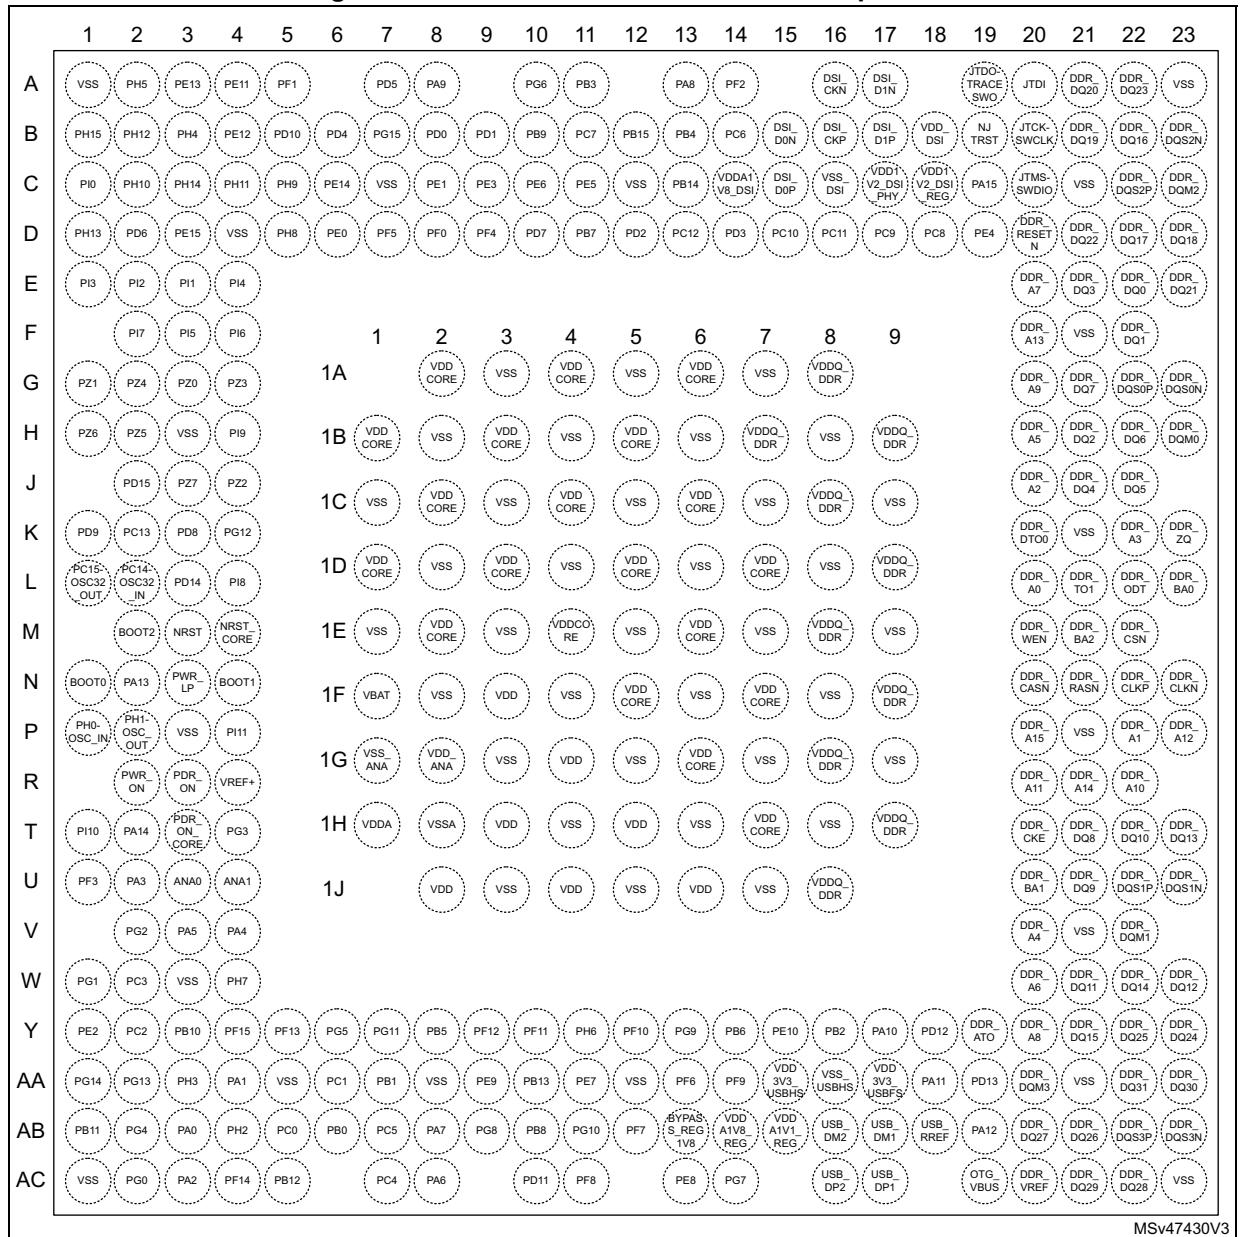 1 2 3 4 5 6 7 8 9 10 11 12 13 14 15 16 17 18 19 20 21 22 23
A VSS PH5 PE13 PE11 PF1 PD5 PA9 PG6 PB3 PA8 PF2 DSI_CKN DSI_D1N JTDO-TRACESWO JTDI DDR_DQ20 DDR_DQ23 VSS
B PH15 PH12 PH4 PE12 PD10 PD4 PG15 PD0 PD1 PB9 PC7 PB15 PB4 PC6 DSI_D0N DSI_CKP DSI_D1P VDD_DSI NJTRST JTCK-SWCLK DDR_DQ19 DDR_DQ16 DDR_DQS2N
C PI0 PH10 PH14 PH11 PH9 PE14 VSS PE1 PE3 PE6 PE5 VSS PB14 VDDA1V8_DSI DSI_D0P VSS_DSI VDD1V2_DSI_PHY VDD1V2_DSI_REG PA15 JTMS-SWDIO VSS DDR_DQS2P DDR_DQM2
D PH13 PD6 PE15 VSS PH8 PE0 PF5 PF0 PF4 PD7 PB7 PD2 PC12 PD3 PC10 PC11 PC9 PC8 PE4 DDR_RESETN DDR_DQ22 DDR_DQ17 DDR_DQ18
E PI3 PI2 PI1 PI4 DDR_A7 DDR_DQ3 DDR_DQ0 DDR_DQ21
F PI7 PI5 PI6 DDR_A13 VSS DDR_DQ1
1 2 3 4 5 6 7 8 9
1A VDDCORE VSS VDDCORE VSS VDDCORE VSS VDDQ_DDR
G PZ1 PZ4 PZ0 PZ3 DDR_A9 DDR_DQ7 DDR_DQS0P DDR_DQS0N
H PZ6 PZ5 VSS PI9 DDR_A5 DDR_DQ2 DDR_DQ6 DDR_DQM0
1B VDDCORE VSS VDDCORE VSS VDDCORE VSS VDDQ_DDR VSS VDDQ_DDR
J PD15 PZ7 PZ2 DDR_A2 DDR_DQ4 DDR_DQ5
1C VSS VDDCORE VSS VDDCORE VSS VDDCORE VSS VDDQ_DDR VSS
K PD9 PC13 PD8 PG12 DDR_DTO0 VSS DDR_A3 DDR_ZQ
1D VDDCORE VSS VDDCORE VSS VDDCORE VSS VDDCORE VSS VDDQ_DDR
L PC15-OSC32_OUT PC14-OSC32_IN PD14 PI8 DDR_A0 DDR_TO1 DDR_ODT DDR_BA0
M BOOT2 NRST NRST_CORE DDR_WEN DDR_BA2 DDR_CSN
1E VSS VDDCORE VSS VDDCORE VSS VDDCORE VSS VDDQ_DDR VSS
N BOOT0 PA13 PWR_LP BOOT1 DDR_CASN DDR_RASN DDR_CLKP DDR_CLKN
1F VBAT VSS VDD VSS VDDCORE VSS VDDCORE VSS VDDQ_DDR
P PH0-OSC_IN PH1-OSC_OUT VSS PI11 DDR_A15 VSS DDR_A1 DDR_A12
1G VSS_ANA VDD_ANA VSS VDD VSS VDDCORE VSS VDDQ_DDR VSS
R PWR_ON PDR_ON VREF+ DDR_A11 DDR_A14 DDR_A10
1H VDDA VSSA VDD VSS VDD VSS VDDCORE VSS VDDQ_DDR
T PI10 PA14 PDR_ON_CORE PG3 DDR_CKE DDR_DQ8 DDR_DQ10 DDR_DQ13
U PF3 PA3 ANA0 ANA1 DDR_BA1 DDR_DQ9 DDR_DQS1P DDR_DQS1N
1J VDD VSS VDD VSS VDD VSS VDDQ_DDR
V PG2 PA5 PA4 DDR_A4 VSS DDR_DQM1
W PG1 PC3 VSS PH7 DDR_A6 DDR_DQ11 DDR_DQ14 DDR_DQ12
Y PE2 PC2 PB10 PF15 PF13 PG5 PG11 PB5 PF12 PF11 PH6 PF10 PG9 PB6 PE10 PB2 PA10 PD12 DDR_ATO DDR_A8 DDR_DQ15 DDR_DQ25 DDR_DQ24
AA PG14 PG13 PH3 PA1 VSS PC1 PB1 VSS PE9 PB13 PE7 VSS PF6 PF9 VDD3V3_USBHS VSS_USBHS VDD3V3_USBFS PA11 PD13 DDR_DQM3 VSS DDR_DQ31 DDR_DQ30
AB PB11 PG4 PA0 PH2 PC0 PB0 PC5 PA7 PG8 PB8 PG10 PF7 BYPASS_REG1V8 VDDA1V8_REG VDDA1V1_REG USB_DM2 USB_DM1 USB_RREF PA12 DDR_DQ27 DDR_DQ26 DDR_DQS3P DDR_DQS3N
AC VSS PG0 PA2 PF14 PB12 PC4 PA6 PD11 PF8 PE8 PG7 USB_DP2 USB_DP1 OTG_VBUS DDR_VREF DDR_DQ29 DDR_DQ28 VSS
MSv47430V3